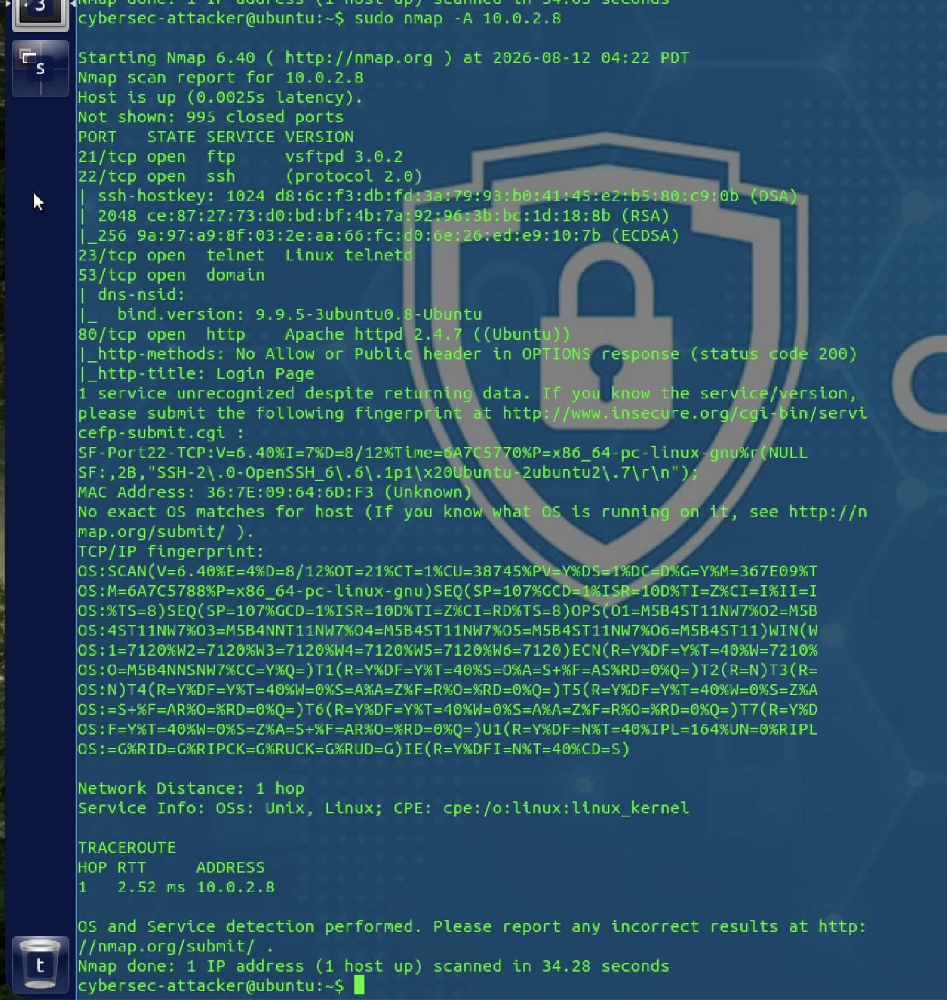 Nmap done: 1 IP address (1 host up) scanned in 34.05 seconds
cybersec-attacker@ubuntu:~$ sudo nmap -A 10.0.2.8
Starting Nmap 6.40 ( http://nmap.org ) at 2026-08-12 04:22 PDT
Nmap scan report for 10.0.2.8
Host is up (0.0025s latency).
Not shown: 995 closed ports
PORT   STATE SERVICE VERSION
21/tcp open  ftp     vsftpd 3.0.2
22/tcp open  ssh     (protocol 2.0)
| ssh-hostkey: 1024 d8:6c:f3:db:fd:3a:79:93:b0:41:45:e2:b5:80:c9:0b (DSA)
| 2048 ce:87:27:73:d0:bd:bf:4b:7a:92:96:3b:bc:1d:18:8b (RSA)
|_256 9a:97:a9:8f:03:2e:aa:66:fc:d0:6e:26:ed:e9:10:7b (ECDSA)
23/tcp open  telnet  Linux telnetd
53/tcp open  domain
| dns-nsid:
|_  bind.version: 9.9.5-3ubuntu0.8-Ubuntu
80/tcp open  http    Apache httpd 2.4.7 ((Ubuntu))
|_http-methods: No Allow or Public header in OPTIONS response (status code 200)
|_http-title: Login Page
1 service unrecognized despite returning data. If you know the service/version,
please submit the following fingerprint at http://www.insecure.org/cgi-bin/servi
cefp-submit.cgi :
SF-Port22-TCP:V=6.40%I=7%D=8/12%Time=6A7C5770%P=x86_64-pc-linux-gnu%r(NULL
SF:,2B,"SSH-2\.0-OpenSSH_6\.6\.1p1\x20Ubuntu-2ubuntu2\.7\r\n");
MAC Address: 36:7E:09:64:6D:F3 (Unknown)
No exact OS matches for host (If you know what OS is running on it, see http://n
map.org/submit/ ).
TCP/IP fingerprint:
OS:SCAN(V=6.40%E=4%D=8/12%OT=21%CT=1%CU=38745%PV=Y%DS=1%DC=D%G=Y%M=367E09%T
OS:M=6A7C5788%P=x86_64-pc-linux-gnu)SEQ(SP=107%GCD=1%ISR=10D%TI=Z%CI=I%II=I
OS:%TS=8)SEQ(SP=107%GCD=1%ISR=10D%TI=Z%CI=RD%TS=8)OPS(O1=M5B4ST11NW7%O2=M5B
OS:4ST11NW7%O3=M5B4NNT11NW7%O4=M5B4ST11NW7%O5=M5B4ST11NW7%O6=M5B4ST11)WIN(W
OS:1=7120%W2=7120%W3=7120%W4=7120%W5=7120%W6=7120)ECN(R=Y%DF=Y%T=40%W=7210%
OS:O=M5B4NNSNW7%CC=Y%Q=)T1(R=Y%DF=Y%T=40%S=O%A=S+%F=AS%RD=0%Q=)T2(R=N)T3(R=
OS:N)T4(R=Y%DF=Y%T=40%W=0%S=A%A=Z%F=R%O=%RD=0%Q=)T5(R=Y%DF=Y%T=40%W=0%S=Z%A
OS:=S+%F=AR%O=%RD=0%Q=)T6(R=Y%DF=Y%T=40%W=0%S=A%A=Z%F=R%O=%RD=0%Q=)T7(R=Y%D
OS:F=Y%T=40%W=0%S=Z%A=S+%F=AR%O=%RD=0%Q=)U1(R=Y%DF=N%T=40%IPL=164%UN=0%RIPL
OS:=G%RID=G%RIPCK=G%RUCK=G%RUD=G)IE(R=Y%DFI=N%T=40%CD=S)
Network Distance: 1 hop
Service Info: OSs: Unix, Linux; CPE: cpe:/o:linux:linux_kernel
TRACEROUTE
HOP RTT     ADDRESS
1   2.52 ms 10.0.2.8
OS and Service detection performed. Please report any incorrect results at http:
//nmap.org/submit/ .
Nmap done: 1 IP address (1 host up) scanned in 34.28 seconds
cybersec-attacker@ubuntu:~$
3
s
t